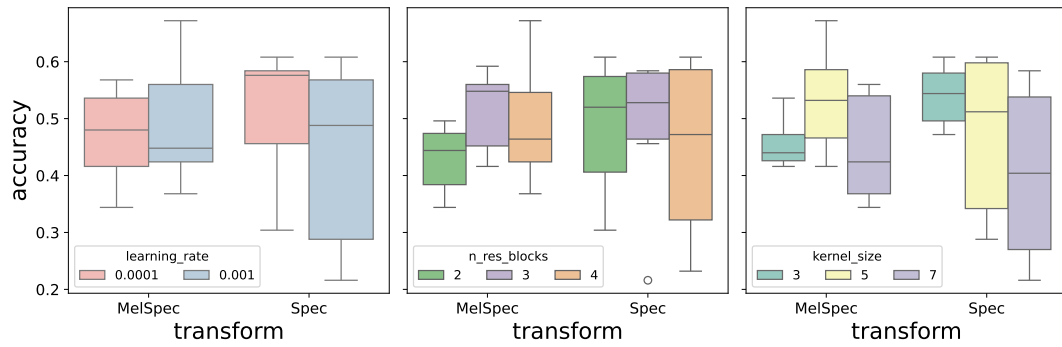 accuracy
0.6
0.5
0.4
0.3
0.2
learning_rate
0.0001 0.001
MelSpec Spec
transform
n_res_blocks
2 3 4
MelSpec Spec
transform
kernel_size
3 5 7
MelSpec Spec
transform